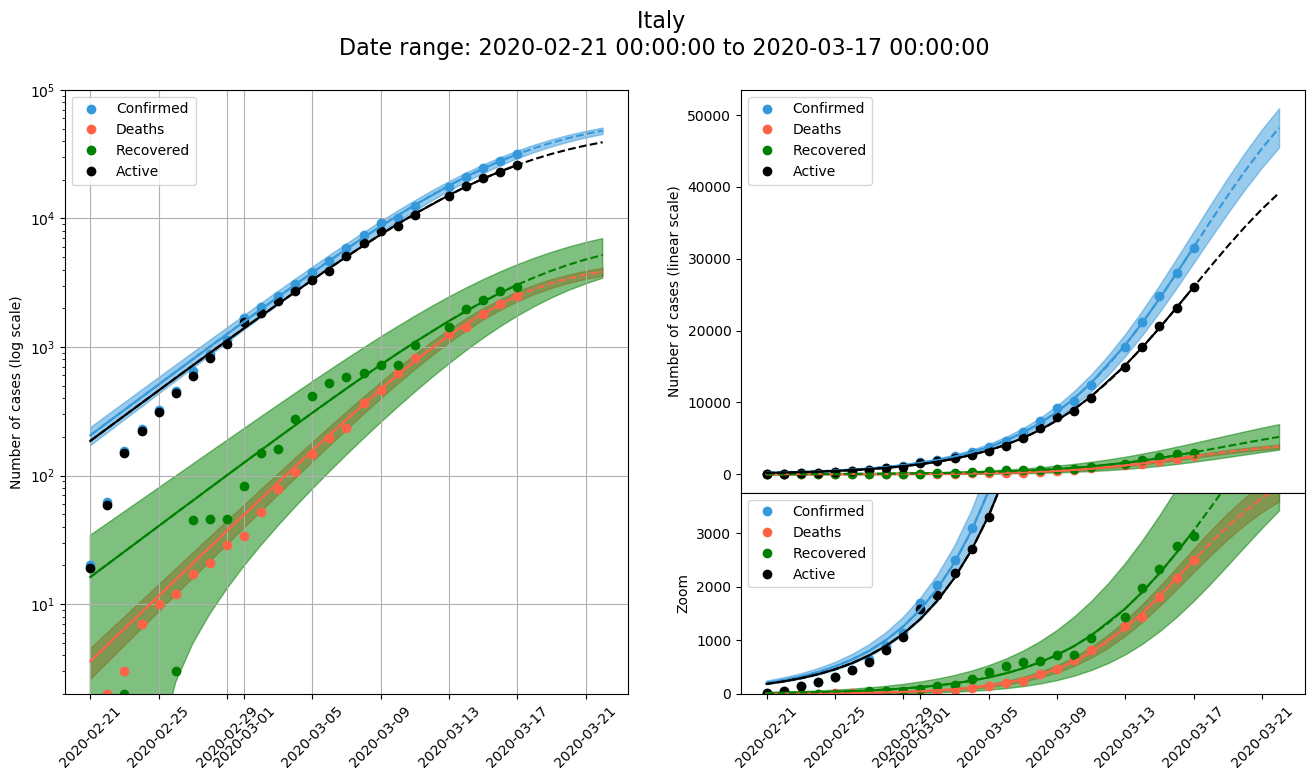 Italy
Date range: 2020-02-21 00:00:00 to 2020-03-17 00:00:00
Number of cases (log scale)
10^5
10^4
10^3
10^2
10^1
Confirmed
Deaths
Recovered
Active
2020-02-21
2020-02-25
2020-02-29
2020-03-01
2020-03-05
2020-03-09
2020-03-13
2020-03-17
2020-03-21
Number of cases (linear scale)
50000
40000
30000
20000
10000
0
Confirmed
Deaths
Recovered
Active
Zoom
3000
2000
1000
0
Confirmed
Deaths
Recovered
Active
2020-02-21
2020-02-25
2020-02-29
2020-03-01
2020-03-05
2020-03-09
2020-03-13
2020-03-17
2020-03-21